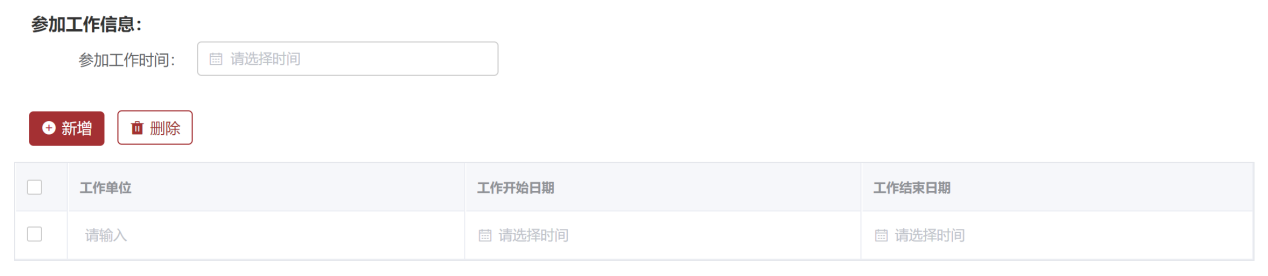 参加工作信息：
参加工作时间： 请选择时间
新增 删除
工作单位 工作开始日期 工作结束日期
请输入 请选择时间 请选择时间